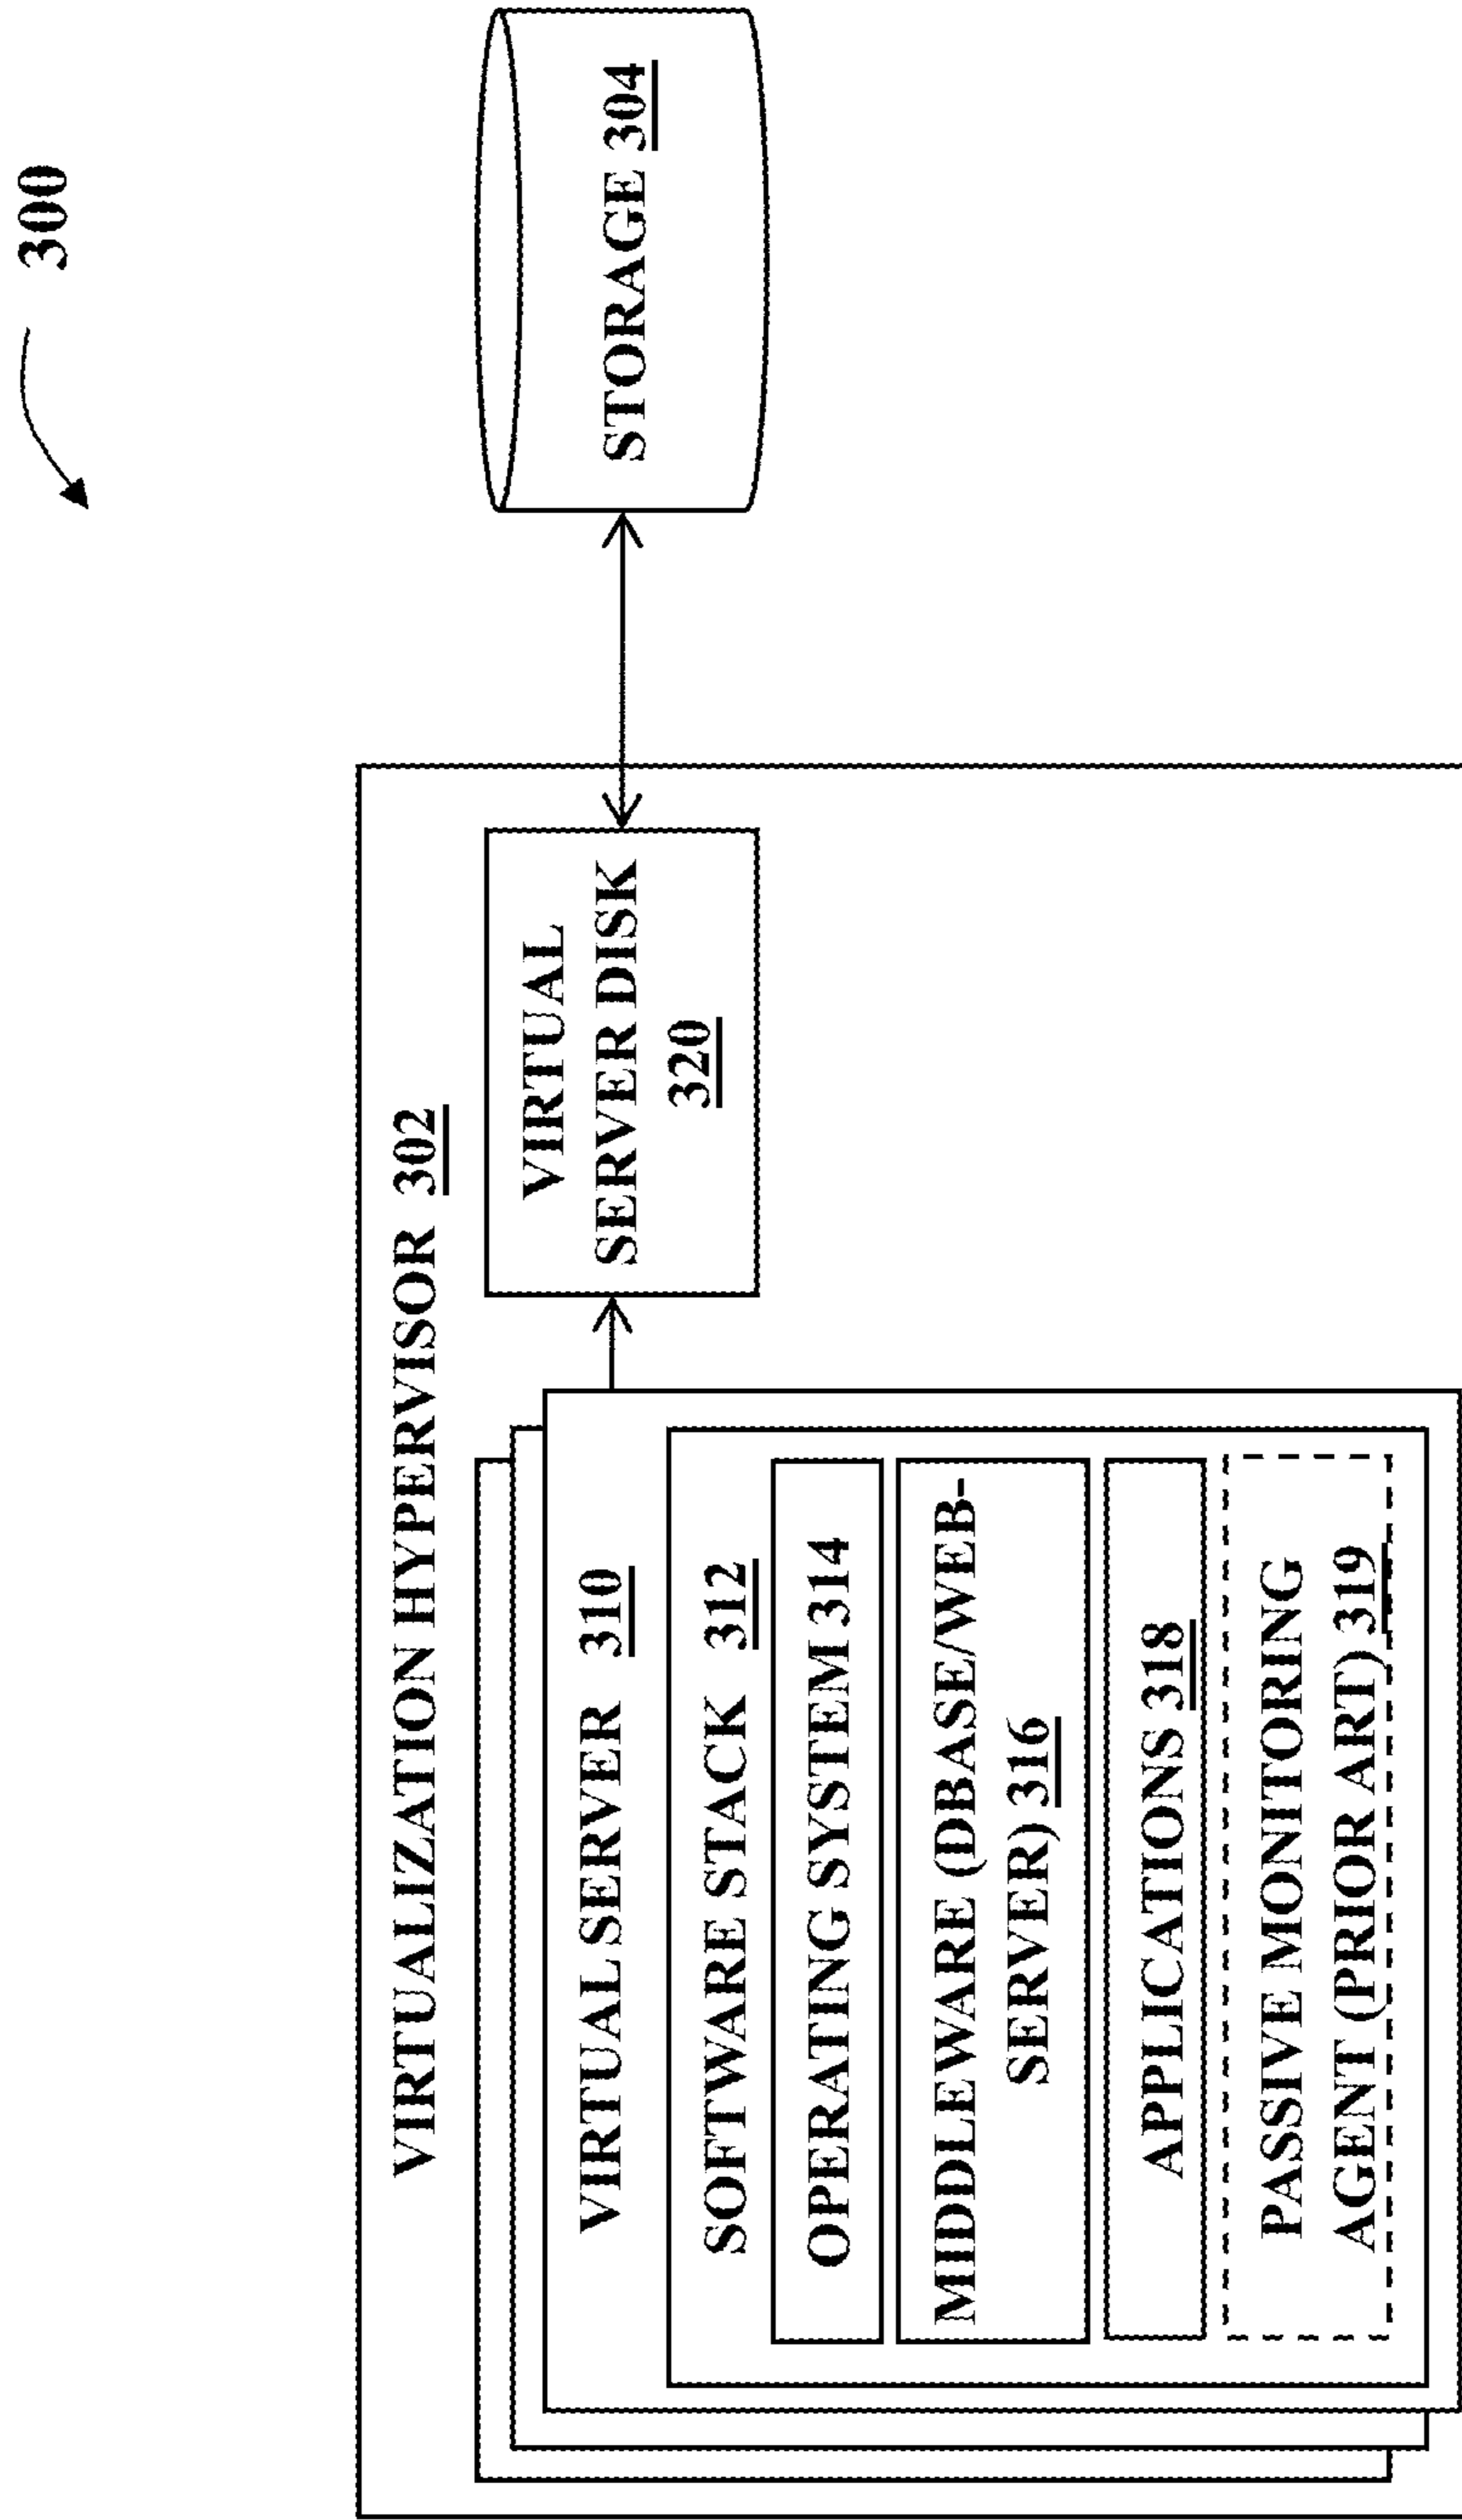 300
VIRTUALIZATION HYPERVISOR 302
VIRTUAL SERVER 310
SOFTWARE STACK 312
OPERATING SYSTEM 314
MIDDLEWARE (DBASE/WEB-
SERVER) 316
APPLICATIONS 318
PASSIVE MONITORING
AGENT (PRIOR ART) 319
VIRTUAL
SERVER DISK
320
STORAGE 304